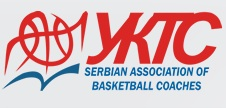 УКТС
SERBIAN ASSOCIATION OF
BASKETBALL COACHES